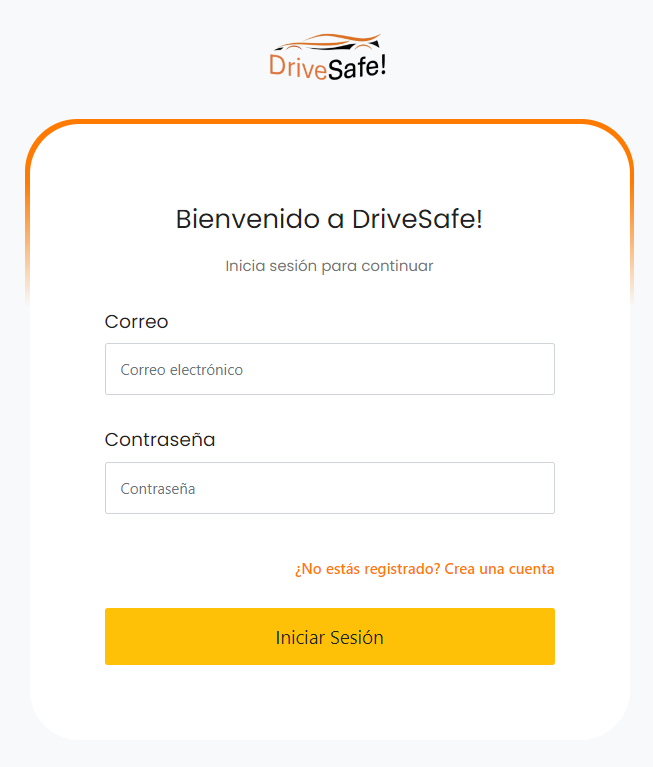 DriveSafe!
Bienvenido a DriveSafe!
Inicia sesión para continuar
Correo
Correo electrónico
Contraseña
Contraseña
¿No estás registrado? Crea una cuenta
Iniciar Sesión